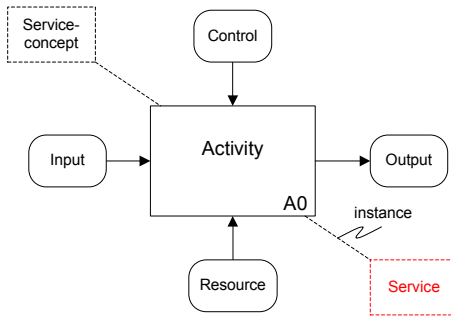 Service-
concept
Control
Input
Activity
Output
A0
instance
Resource
Service